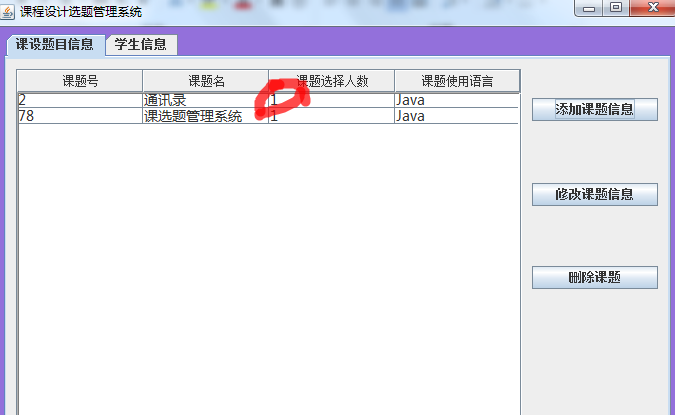 课程设计选题管理系统
课设题目信息 学生信息
课题号 课题名 课题选择人数 课题使用语言
2 通讯录 1 Java
78 课选题管理系统 1 Java
添加课题信息
修改课题信息
删除课题